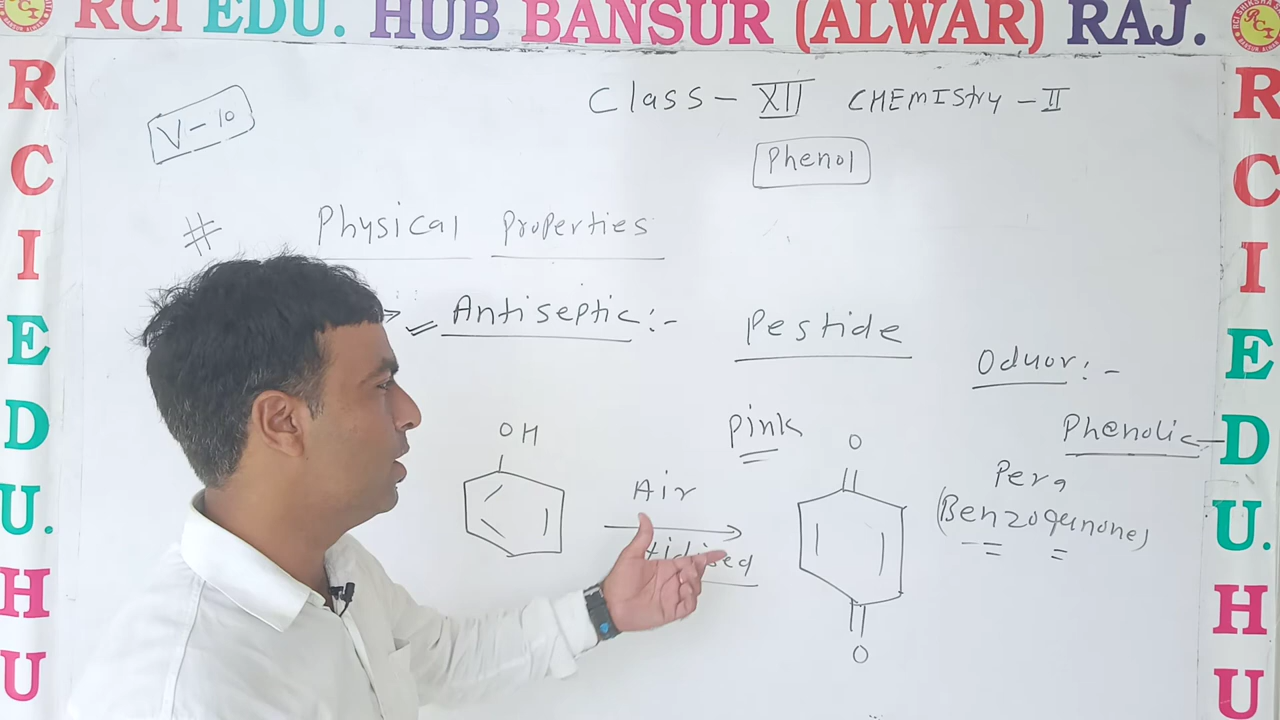 RCI EDU. HUB BANSUR (ALWAR) RAJ.
R
C
I
E
D
U.
H
U
R
C
I
E
D
U.
H
U
V-10
Class - XII CHEMIStry - II
Phenol
# Physical Properties
Antiseptic :-
Pestide
Oduor :-
Phenolic
OH
Air
Pink
O
O
Pera
(Benzoquinone)